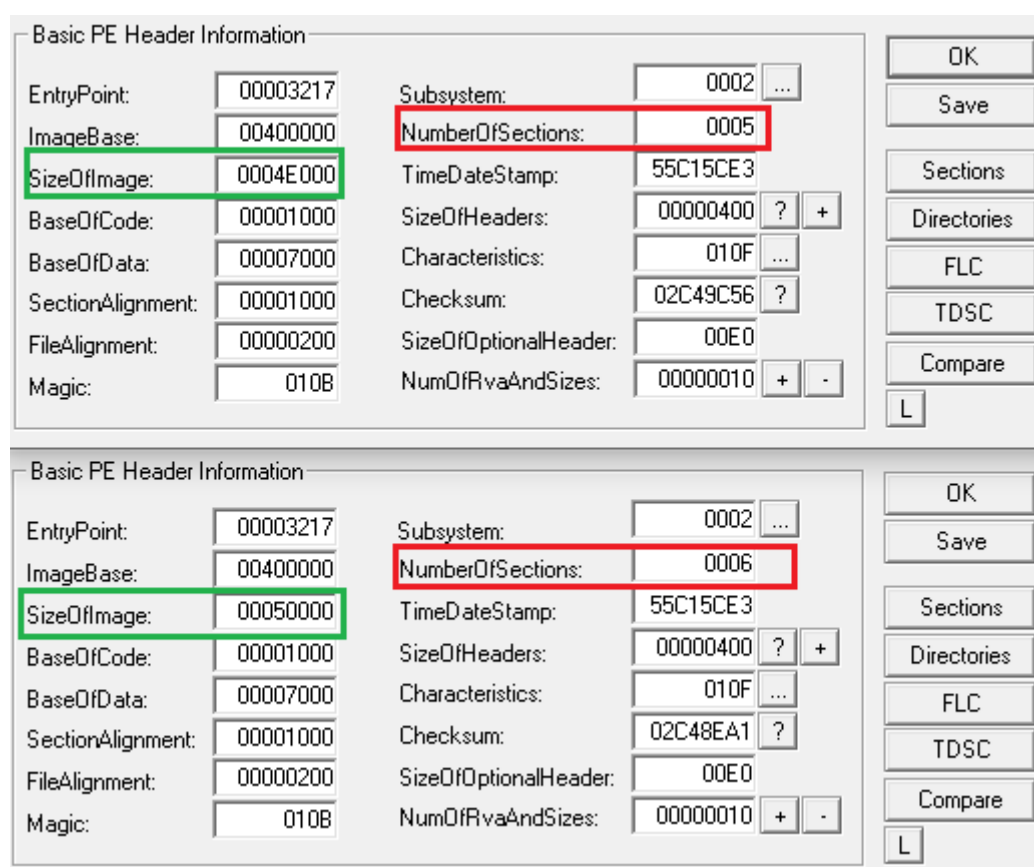 Basic PE Header Information
EntryPoint: 00003217 Subsystem: 0002 ... OK
ImageBase: 00400000 NumberOfSections: 0005 Save
SizeOfImage: 0004E000 TimeDateStamp: 55C15CE3 Sections
BaseOfCode: 00001000 SizeOfHeaders: 00000400 ? + Directories
BaseOfData: 00007000 Characteristics: 010F ... FLC
SectionAlignment: 00001000 Checksum: 02C49C56 ? TDSC
FileAlignment: 00000200 SizeOfOptionalHeader: 00E0 Compare
Magic: 010B NumOfRvaAndSizes: 00000010 + - L
Basic PE Header Information
EntryPoint: 00003217 Subsystem: 0002 ... OK
ImageBase: 00400000 NumberOfSections: 0006 Save
SizeOfImage: 00050000 TimeDateStamp: 55C15CE3 Sections
BaseOfCode: 00001000 SizeOfHeaders: 00000400 ? + Directories
BaseOfData: 00007000 Characteristics: 010F ... FLC
SectionAlignment: 00001000 Checksum: 02C48EA1 ? TDSC
FileAlignment: 00000200 SizeOfOptionalHeader: 00E0 Compare
Magic: 010B NumOfRvaAndSizes: 00000010 + - L